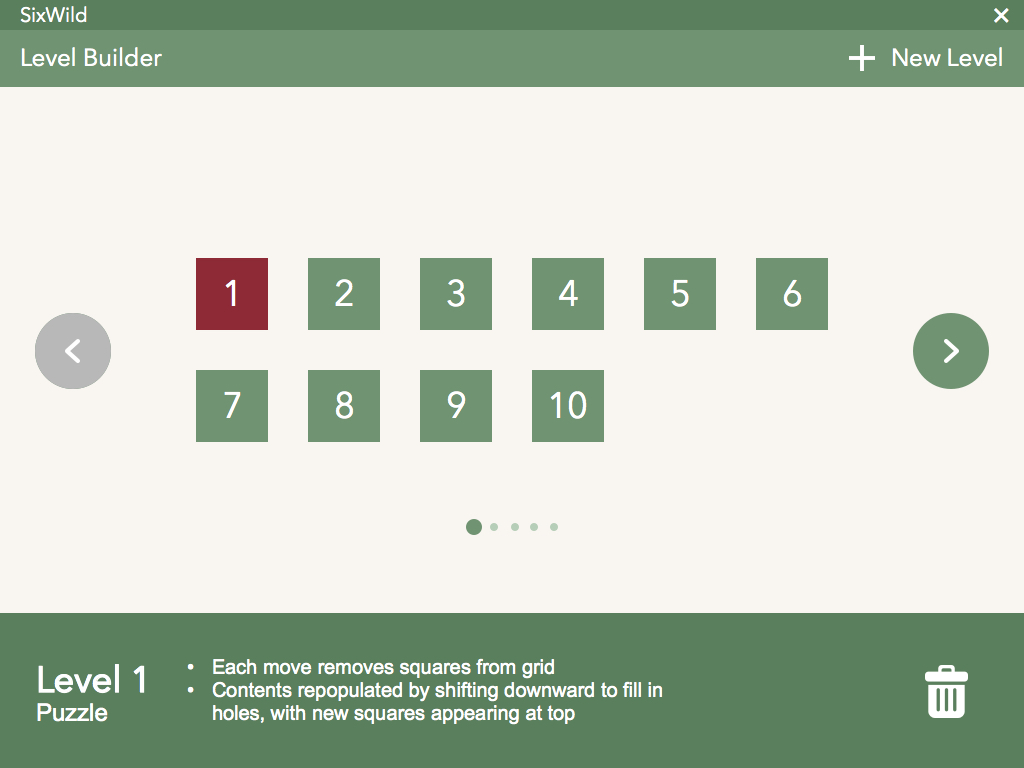 SixWild
Level Builder
New Level
1 2 3 4 5 6
7 8 9 10
Level 1
Puzzle
• Each move removes squares from grid
• Contents repopulated by shifting downward to fill in
holes, with new squares appearing at top